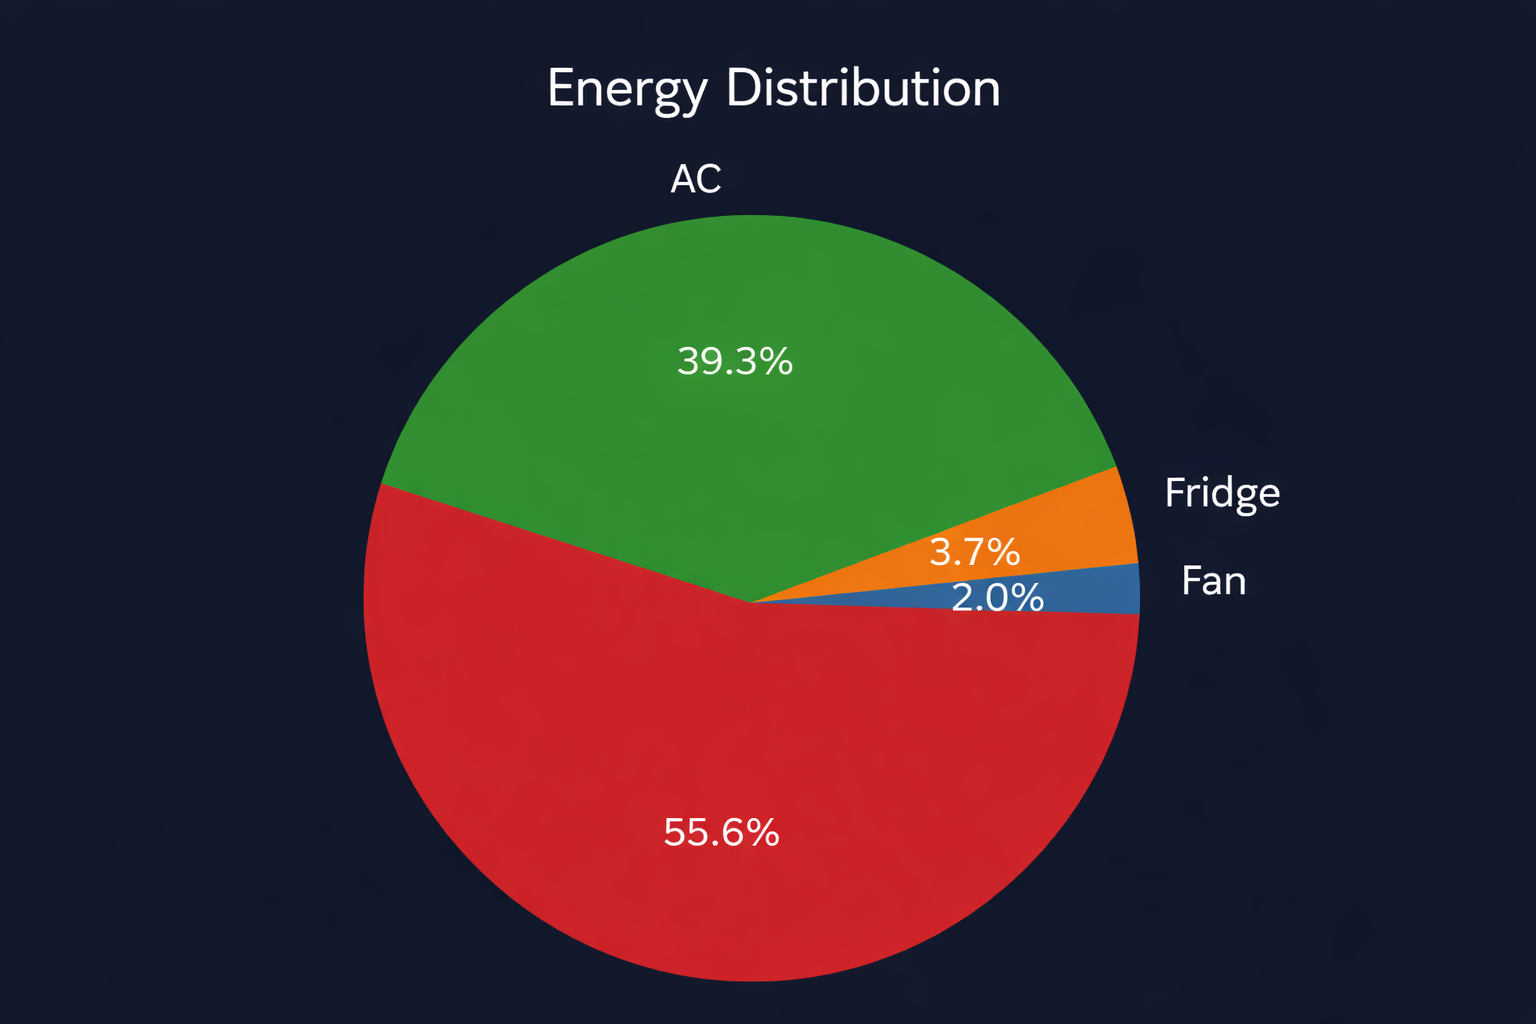 Energy Distribution
AC
39.3%
Fridge
3.7%
Fan
2.0%
55.6%